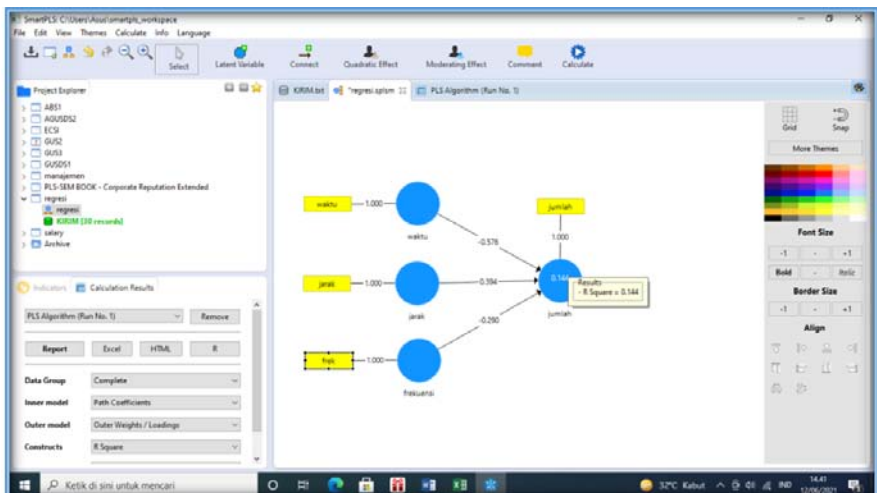 SmartPLS: C:\Users\Asus\smartpls_workspace
File Edit View Themes Calculate Info Language
Select
Latent Variable
Connect
Quadratic Effect
Moderating Effect
Comment
Calculate
Project Explorer
ABS1
AGUSDS2
ECSI
GUS2
GUS3
GUSDS1
manajemen
PLS-SEM BOOK - Corporate Reputation Extended
regresi
regresi
KIRIM [30 records]
salary
Archive
Indicators
Calculation Results
PLS Algorithm (Run No. 1)
Remove
Report
Excel
HTML
R
Data Group
Complete
Inner model
Path Coefficients
Outer model
Outer Weights / Loadings
Constructs
R Square
KIRIM.txt
*regresi.splsm
PLS Algorithm (Run No. 1)
waktu
1.000
waktu
-0.576
jumlah
1.000
jarak
1.000
jarak
0.394
0.144
Results
- R Square = 0.144
jumlah
-0.290
frek
1.000
frekuensi
Grid
Snap
More Themes
Font Size
-1
-
+1
Bold
-
Italic
Border Size
-1
-
+1
Align
Ketik di sini untuk mencari
32°C Kabut
IND
14.41
12/06/2021